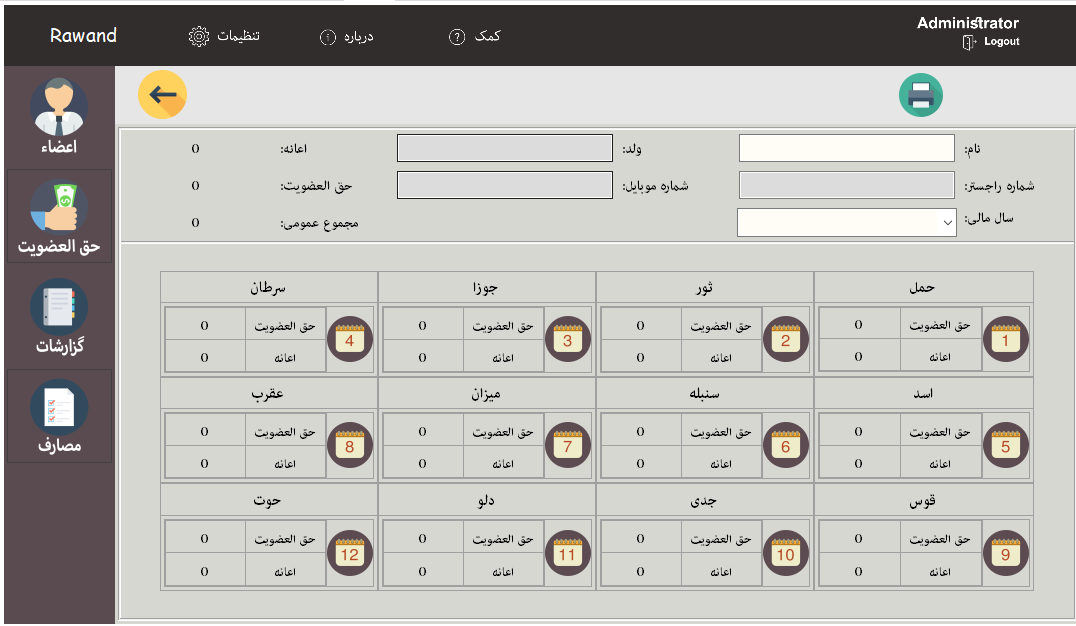 Rawand
تنظیمات
درباره
کمک
Administrator
Logout
اعضاء
حق العضویت
گزارشات
مصارف
نام:
ولد:
اعانه: 0
شماره راجستر:
شماره موبایل:
حق العضویت: 0
سال مالی:
مجموع عمومی: 0
حمل
ثور
جوزا
سرطان
1 حق العضویت 0
اعانه 0
2 حق العضویت 0
اعانه 0
3 حق العضویت 0
اعانه 0
4 حق العضویت 0
اعانه 0
اسد
سنبله
میزان
عقرب
5 حق العضویت 0
اعانه 0
6 حق العضویت 0
اعانه 0
7 حق العضویت 0
اعانه 0
8 حق العضویت 0
اعانه 0
قوس
جدی
دلو
حوت
9 حق العضویت 0
اعانه 0
10 حق العضویت 0
اعانه 0
11 حق العضویت 0
اعانه 0
12 حق العضویت 0
اعانه 0